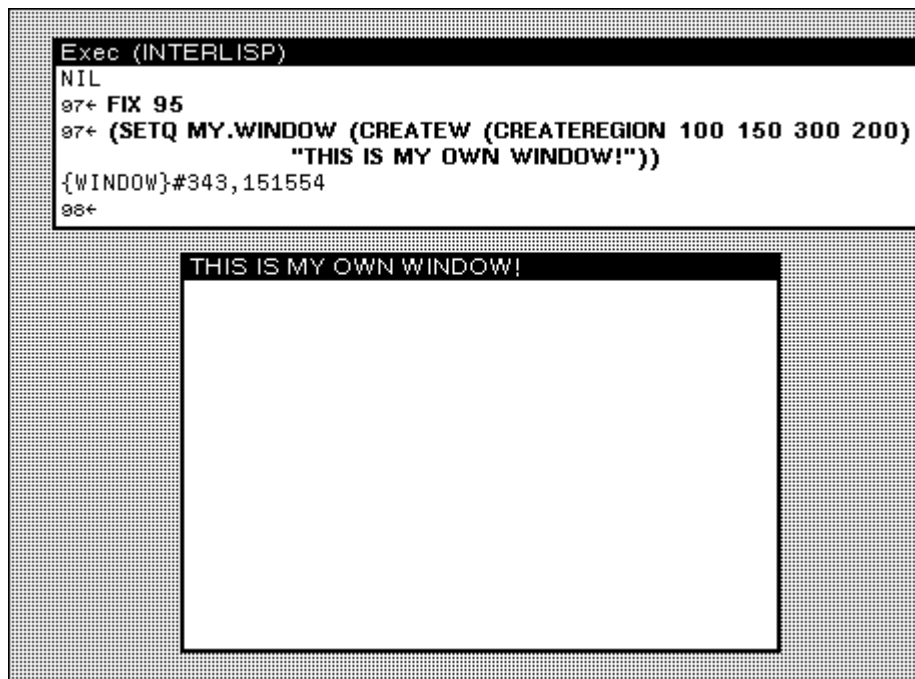 Exec (INTERLISP)
NIL
97← FIX 95
97← (SETQ MY.WINDOW (CREATEW (CREATEREGION 100 150 300 200)
"THIS IS MY OWN WINDOW!"))
{WINDOW}#343,151554
98←
THIS IS MY OWN WINDOW!